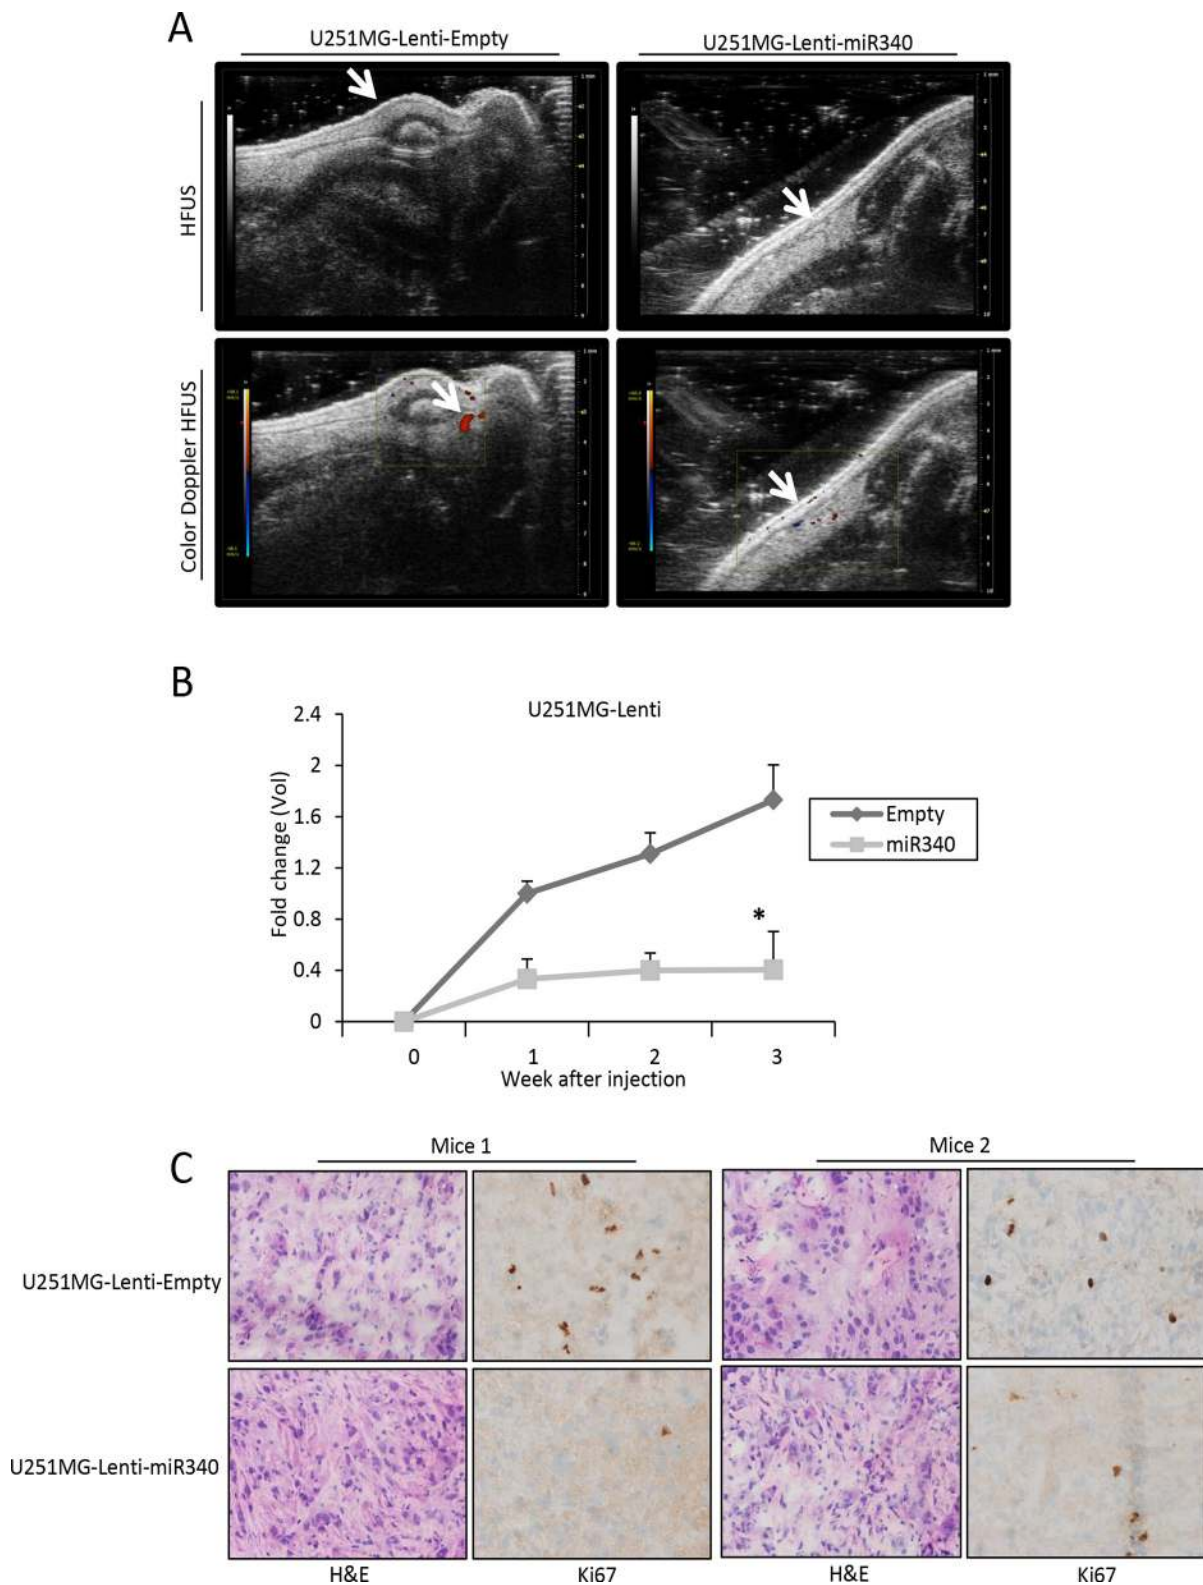 A
U251MG-Lenti-Empty
U251MG-Lenti-miR340
HFUS
Color Doppler HFUS
B
U251MG-Lenti
2.4
2
1.6
1.2
0.8
0.4
0
Fold change (Vol)
*
Empty
miR340
0 1 2 3
Week after injection
C
Mice 1
Mice 2
U251MG-Lenti-Empty
U251MG-Lenti-miR340
H&E
Ki67
H&E
Ki67